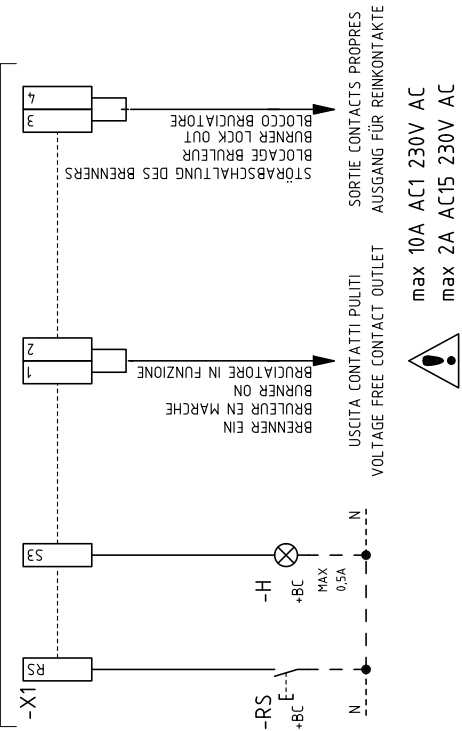 -X1
RS
S3
1
2
3
4
-RS
+BC
N
-H
+BC
MAX
0,5A
N
BRUCIATORE IN FUNZIONE
BURNER ON
BRULEUR EN MARCHE
BRENNER EIN
BLOCCO BRUCIATORE
BURNER LOCK OUT
BLOCAGE BRULEUR
STÖRABSCHALTUNG DES BRENNERS
USCITA CONTATTI PULITI
VOLTAGE FREE CONTACT OUTLET
SORTIE CONTACTS PROPRES
AUSGANG FÜR REINKONTAKTE
max 10A AC1 230V AC
max 2A AC15 230V AC